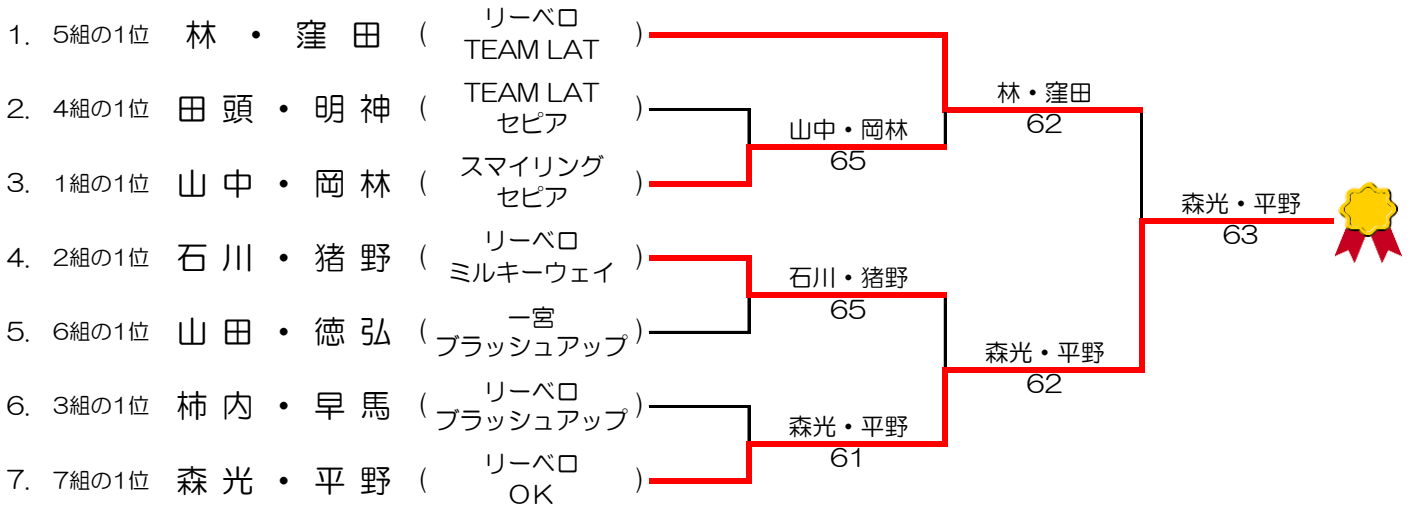 1. 5組の1位 林 ・ 窪 田 ( リーベロ TEAM LAT )
2. 4組の1位 田 頭 ・ 明 神 ( TEAM LAT セピア )
3. 1組の1位 山 中 ・ 岡 林 ( スマイリング セピア )
4. 2組の1位 石 川 ・ 猪 野 ( リーベロ ミルキーウェイ )
5. 6組の1位 山 田 ・ 徳 弘 ( 一宮 ブラッシュアップ )
6. 3組の1位 柿 内 ・ 早 馬 ( リーベロ ブラッシュアップ )
7. 7組の1位 森 光 ・ 平 野 ( リーベロ OK )
山中・岡林
65
石川・猪野
65
森光・平野
61
林・窪田
62
森光・平野
62
森光・平野
63